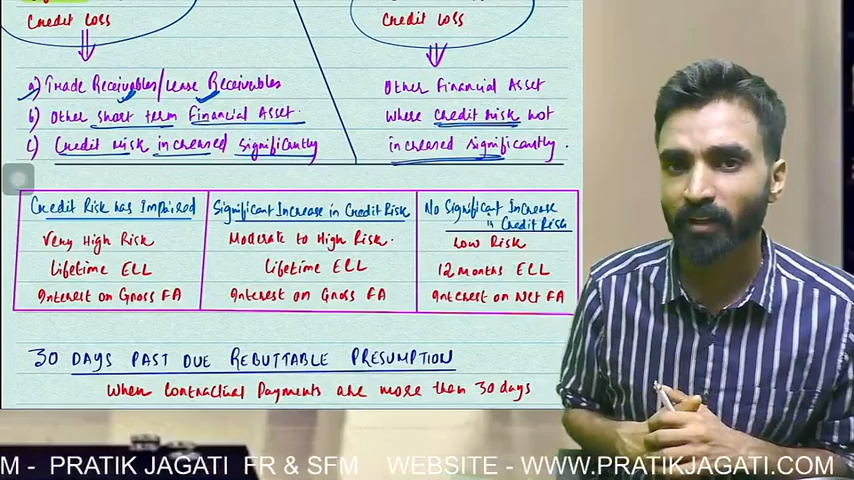 Credit loss
Credit loss
a) Trade Receivables/Lease Receivables
b) Other short term Financial Asset.
c) Credit risk increased significantly
Other Financial Asset
where credit risk not
increased significantly.
Credit Risk has Impaired
Very High Risk
Lifetime ECL
Interest on Gross FA
Significant Increase in Credit Risk
Moderate to High Risk.
Lifetime ECL
Interest on Gross FA
No Significant Increase
in Credit Risk
Low Risk
12 months ECL
Interest on Net FA
30 DAYS PAST DUE REBUTTABLE PRESUMPTION
When Contractual Payments are more than 30 days
M - PRATIK JAGATI FR & SFM WEBSITE - WWW.PRATIKJAGATI.COM